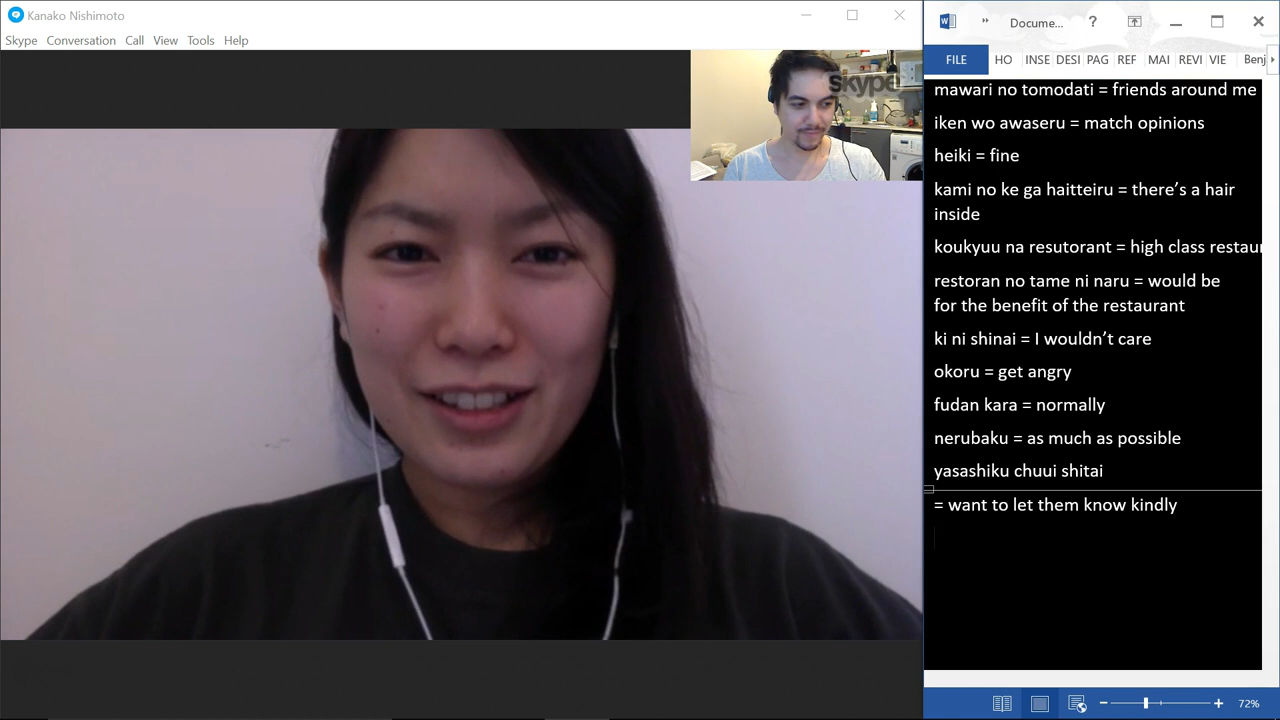 Kanako Nishimoto
Skype Conversation Call View Tools Help
skype
Docume... ?
FILE HO INSE DESI PAG REF MAI REVI VIE Benj
mawari no tomodati = friends around me
iken wo awaseru = match opinions
heiki = fine
kami no ke ga haitteiru = there’s a hair
inside
koukyuu na resutorant = high class restau
restoran no tame ni naru = would be
for the benefit of the restaurant
ki ni shinai = I wouldn’t care
okoru = get angry
fudan kara = normally
nerubaku = as much as possible
yasashiku chuui shitai
= want to let them know kindly
72%